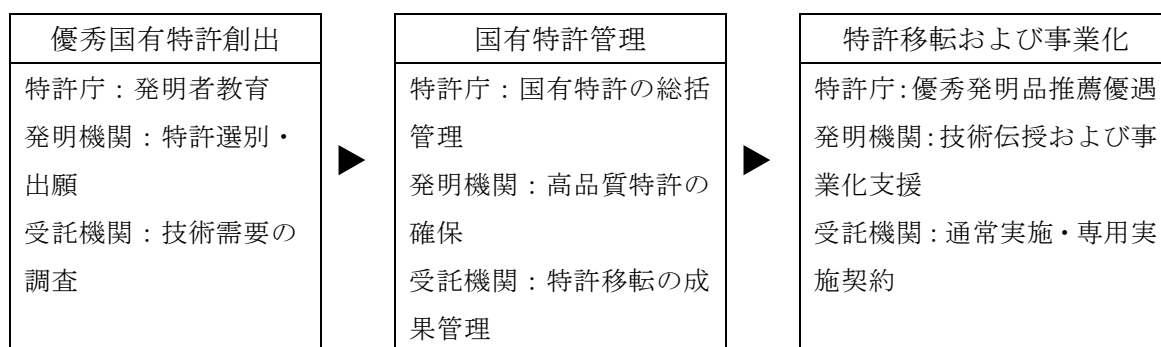 優秀国有特許創出
特許庁：発明者教育
発明機関：特許選別・
出願
受託機関：技術需要の
調査
▶
国有特許管理
特許庁：国有特許の総括
管理
発明機関：高品質特許の
確保
受託機関：特許移転の成
果管理
▶
特許移転および事業化
特許庁：優秀発明品推薦優遇
発明機関：技術伝授および事
業化支援
受託機関：通常実施・専用実
施契約